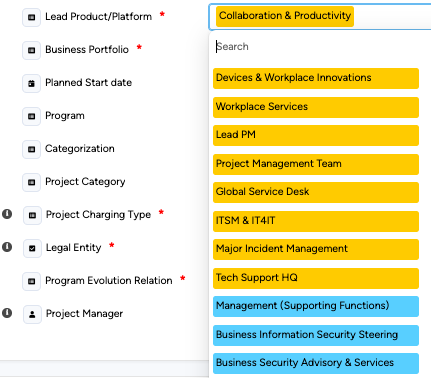 Lead Product/Platform *
Collaboration & Productivity
Search
Business Portfolio *
Planned Start date
Program
Categorization
Project Category
Project Charging Type *
Legal Entity *
Program Evolution Relation *
Project Manager
Devices & Workplace Innovations
Workplace Services
Lead PM
Project Management Team
Global Service Desk
ITSM & IT4IT
Major Incident Management
Tech Support HQ
Management (Supporting Functions)
Business Information Security Steering
Business Security Advisory & Services